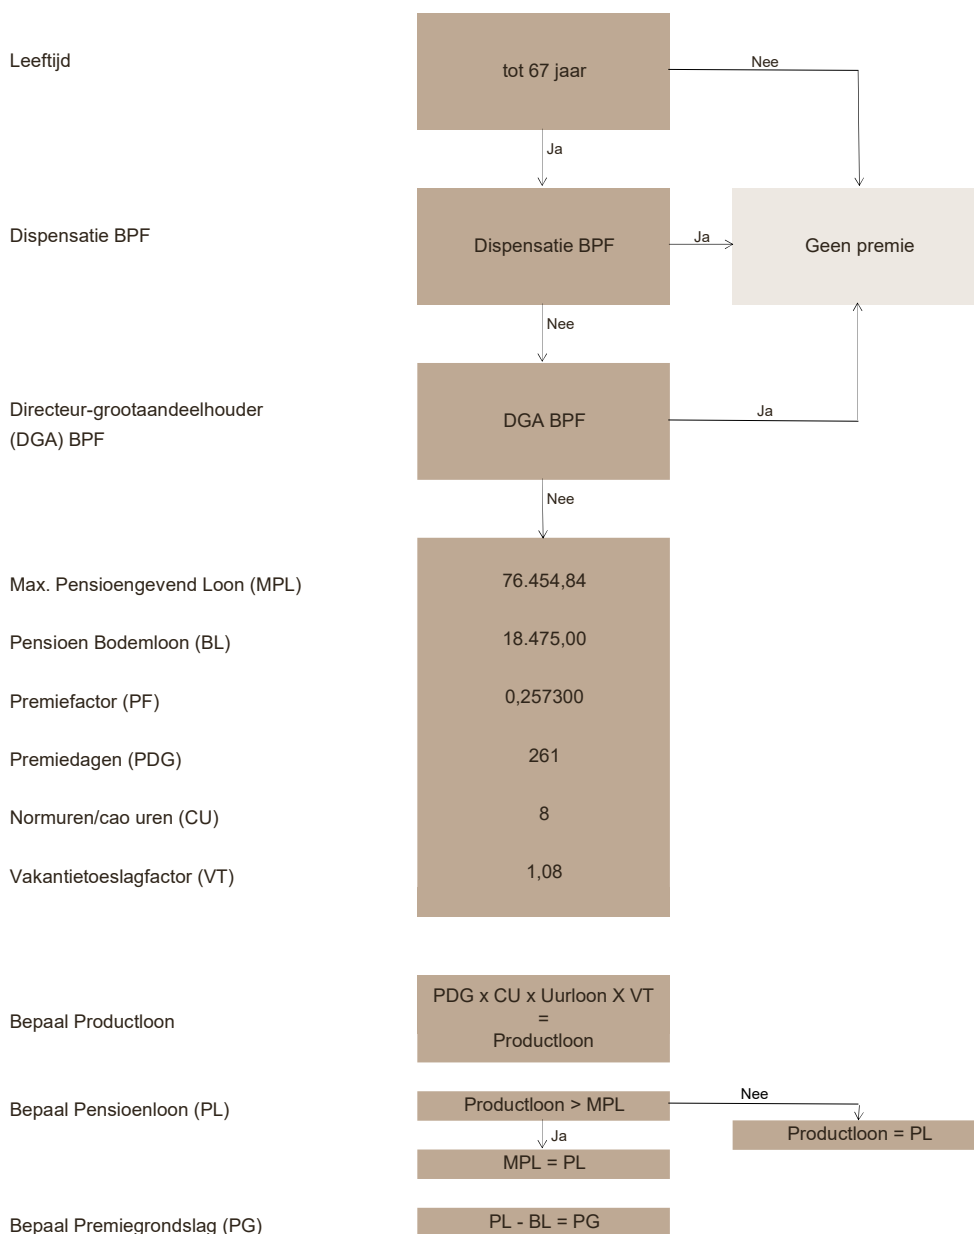 Leeftijd
tot 67 jaar
Nee
Ja
Dispensatie BPF
Dispensatie BPF
Ja
Geen premie
Nee
Directeur-grootaandeelhouder
(DGA) BPF
DGA BPF
Ja
Nee
Max. Pensioengevend Loon (MPL)
76.454,84
Pensioen Bodemloon (BL)
18.475,00
Premiefactor (PF)
0,257300
Premiedagen (PDG)
261
Normuren/cao uren (CU)
8
Vakantietoeslagfactor (VT)
1,08
Bepaal Productloon
PDG x CU x Uurloon X VT
=
Productloon
Bepaal Pensioenloon (PL)
Productloon > MPL
Nee
Productloon = PL
Ja
MPL = PL
Bepaal Premiegrondslag (PG)
PL - BL = PG